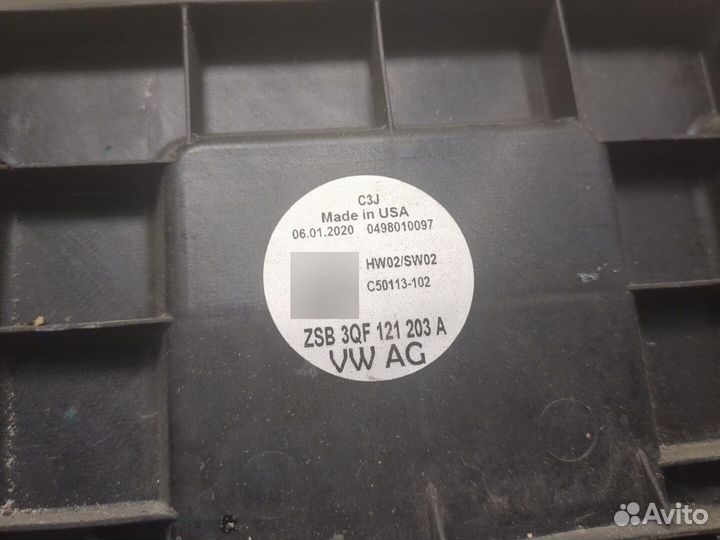 C3J
Made in USA
06.01.2020 0498010097
HW02/SW02
C50113-102
ZSB 3QF 121 203 A
VW AG
Avito